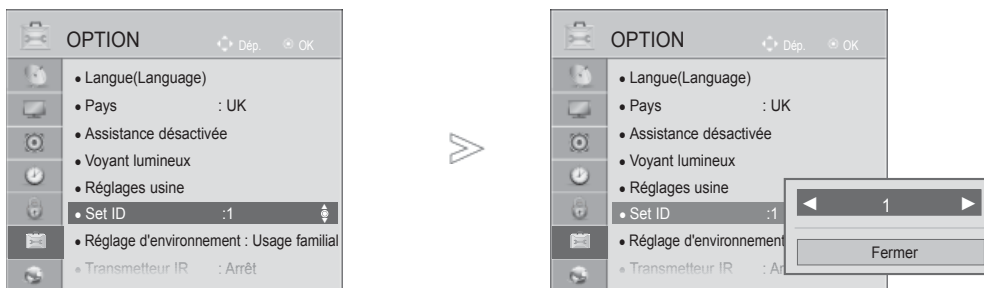 OPTION Dép. OK
• Langue(Language)
• Pays : UK
• Assistance désactivée
• Voyant lumineux
• Réglages usine
• Set ID :1
• Réglage d'environnement : Usage familial
• Transmetteur IR : Arrêt
OPTION Dép. OK
• Langue(Language)
• Pays : UK
• Assistance désactivée
• Voyant lumineux
• Réglages usine
• Set ID :1
• Réglage d'environnement
• Transmetteur IR : Ar
◀ 1 ▶
Fermer